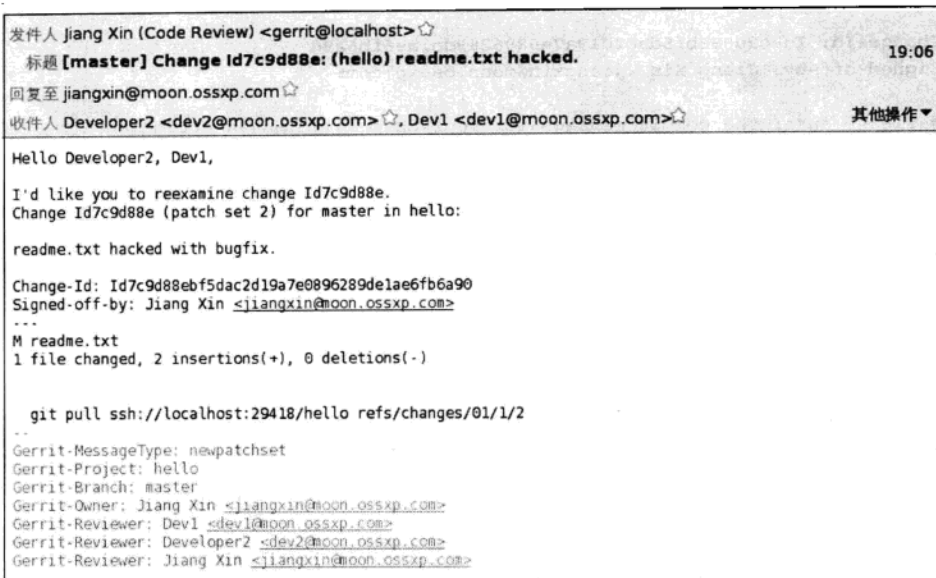 发件人 Jiang Xin (Code Review) <gerrit@localhost>
标题 [master] Change Id7c9d88e: (hello) readme.txt hacked. 19:06
回复至 jiangxin@moon.ossxp.com
收件人 Developer2 <dev2@moon.ossxp.com>, Dev1 <dev1@moon.ossxp.com> 其他操作
Hello Developer2, Dev1,
I'd like you to reexamine change Id7c9d88e.
Change Id7c9d88e (patch set 2) for master in hello:
readme.txt hacked with bugfix.
Change-Id: Id7c9d88ebf5dac2d19a7e0896289de1ae6fb6a90
Signed-off-by: Jiang Xin <jiangxin@moon.ossxp.com>
---
M readme.txt
1 file changed, 2 insertions(+), 0 deletions(-)
git pull ssh://localhost:29418/hello refs/changes/01/1/2
--
Gerrit-MessageType: newpatchset
Gerrit-Project: hello
Gerrit-Branch: master
Gerrit-Owner: Jiang Xin <jiangxin@moon.ossxp.com>
Gerrit-Reviewer: Dev1 <dev1@moon.ossxp.com>
Gerrit-Reviewer: Developer2 <dev2@moon.ossxp.com>
Gerrit-Reviewer: Jiang Xin <jiangxin@moon.ossxp.com>